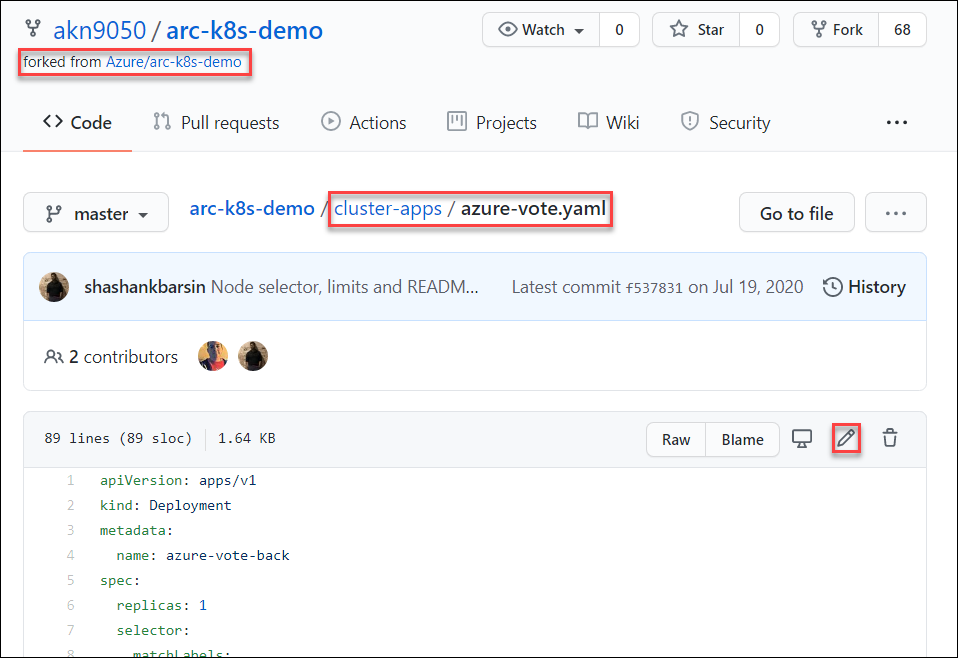 akn9050 / arc-k8s-demo
Watch 0 Star 0 Fork 68
forked from Azure/arc-k8s-demo
Code Pull requests Actions Projects Wiki Security ...
master arc-k8s-demo / cluster-apps / azure-vote.yaml Go to file ...
shashankbarsin Node selector, limits and READM... Latest commit f537831 on Jul 19, 2020 History
2 contributors
89 lines (89 sloc) 1.64 KB Raw Blame
1 apiVersion: apps/v1
2 kind: Deployment
3 metadata:
4 name: azure-vote-back
5 spec:
6 replicas: 1
7 selector:
8 matchLabels: